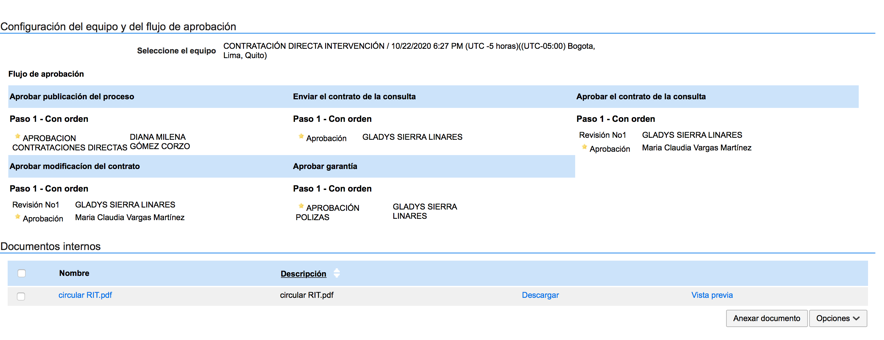 Configuración del equipo y del flujo de aprobación
Seleccione el equipo
CONTRATACIÓN DIRECTA INTERVENCIÓN / 10/22/2020 6:27 PM (UTC -5 horas)((UTC-05:00) Bogota,
Lima, Quito)
Flujo de aprobación
Aprobar publicación del proceso
Enviar el contrato de la consulta
Aprobar el contrato de la consulta
Paso 1 - Con orden
Paso 1 - Con orden
Paso 1 - Con orden
APROBACION
CONTRATACIONES DIRECTAS
DIANA MILENA
GÓMEZ CORZO
Aprobación GLADYS SIERRA LINARES
Revisión No1 GLADYS SIERRA LINARES
Aprobación Maria Claudia Vargas Martínez
Aprobar modificacíon del contrato
Aprobar garantía
Paso 1 - Con orden
Paso 1 - Con orden
Revisión No1 GLADYS SIERRA LINARES
Aprobación Maria Claudia Vargas Martínez
APROBACIÓN
POLIZAS
GLADYS SIERRA
LINARES
Documentos internos
Nombre Descripción
circular RIT.pdf circular RIT.pdf Descargar Vista previa
Anexar documento Opciones